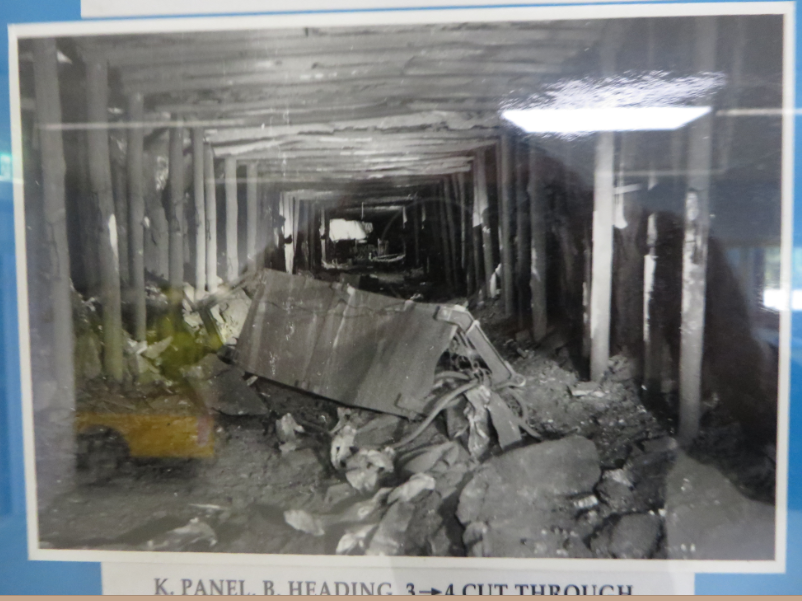 K. PANEL, B. HEADING, 3→4 CUT THROUGH